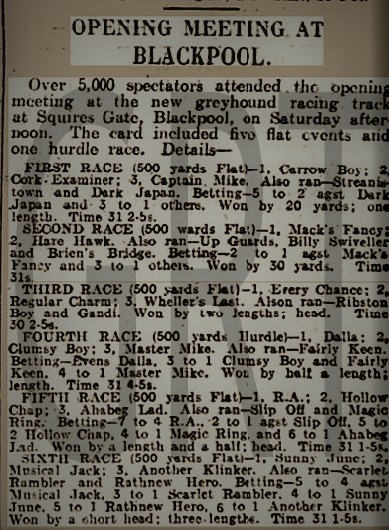 OPENING MEETING AT
BLACKPOOL.
Over 5,000 spectators attended the opening
meeting at the new greyhound racing track
at Squires Gate, Blackpool, on Saturday after-
noon. The card included five flat events and
one hurdle race. Details—
FIRST RACE (500 yards Flat)—1, Carrow Boy; 2,
Cork Examiner; 3, Captain Mike. Also ran—Streams-
town and Dark Japan. Betting—5 to 2 agst Dark
Japan and 3 to 1 others. Won by 20 yards; one
length. Time 31 2-5s.
SECOND RACE (500 wards Flat)—1, Mack's Fancy;
2, Hare Hawk. Also ran—Up Guards, Billy Swiveller
and Brien's Bridge. Betting—2 to 1 agst Mack's
Fancy and 3 to 1 others. Won by 30 yards. Time
31s.
THIRD RACE (500 yards Flat)—1, Every Chance; 2,
Regular Charm; 3, Wheller's Last. Alson ran—Ribston
Boy and Gandi. Won by two lengths; head. Time
30 2-5s.
FOURTH RACE (500 yards Hurdle)—1, Dalla; 2,
Clumsy Boy; 3, Master Mike. Also ran—Fairly Keen.
Betting—Evens Dalla, 3 to 1 Clumsy Boy and Fairly
Keen, 4 to 1 Master Mike. Won by half a length;
length. Time 31 4-5s.
FIFTH RACE (500 yards Flat)—1, R.A.; 2, Hollow
Chap; 3, Ahabeg Lad. Also ran—Slip Off and Magic
Ring. Betting—7 to 4 R.A., 2 to 1 agst Slip Off, 5 to
2 Hollow Chap, 4 to 1 Magic Ring, and 6 to 1 Ahabeg
Lad. Won by a length and a half; head. Time 31 1-5s.
SIXTH RACE (500 yards Flat)—1, Sunny June; 2,
Musical Jack; 3, Another Klinker. Also ran—Scarlet
Rambler and Rathnew Hero. Betting—5 to 4 agst
Musical Jack, 3 to 1 Scarlet Rambler, 4 to 1 Sunny
June, 5 to 1 Rathnew Hero, 6 to 1 Another Klinker.
Won by a short head; three lengths. Time 31 1-5s.